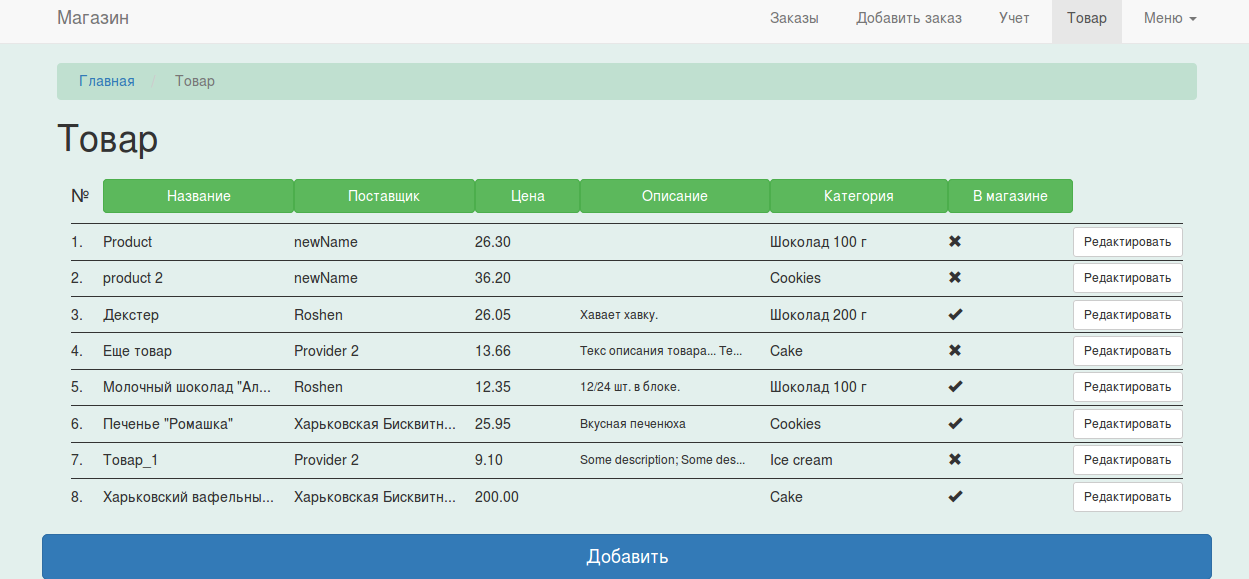 Магазин Заказы Добавить заказ Учет Товар Меню
Главная / Товар
Товар
№ Название Поставщик Цена Описание Категория В магазине
1. Product newName 26.30 Шоколад 100 г ✖ Редактировать
2. product 2 newName 36.20 Cookies ✖ Редактировать
3. Декстер Roshen 26.05 Хавает хавку. Шоколад 200 г ✔ Редактировать
4. Еще товар Provider 2 13.66 Текс описания товара... Те... Cake ✖ Редактировать
5. Молочный шоколад "Ал... Roshen 12.35 12/24 шт. в блоке. Шоколад 100 г ✔ Редактировать
6. Печенье "Ромашка" Харьковская Бисквитн... 25.95 Вкусная печенюха Cookies ✔ Редактировать
7. Товар_1 Provider 2 9.10 Some description; Some des... Ice cream ✖ Редактировать
8. Харьковский вафельны... Харьковская Бисквитн... 200.00 Cake ✔ Редактировать
Добавить